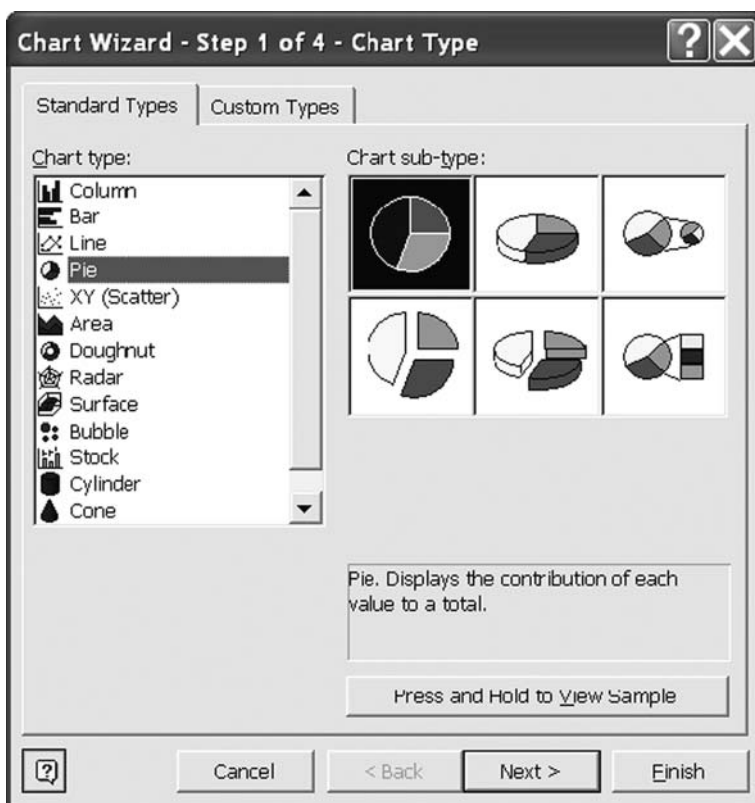 Chart Wizard - Step 1 of 4 - Chart Type
Standard Types
Custom Types
Chart type:
Column
Bar
Line
Pie
XY (Scatter)
Area
Doughnut
Radar
Surface
Bubble
Stock
Cylinder
Cone
Chart sub-type:
Pie. Displays the contribution of each
value to a total.
Press and Hold to View Sample
Cancel
< Back
Next >
Finish